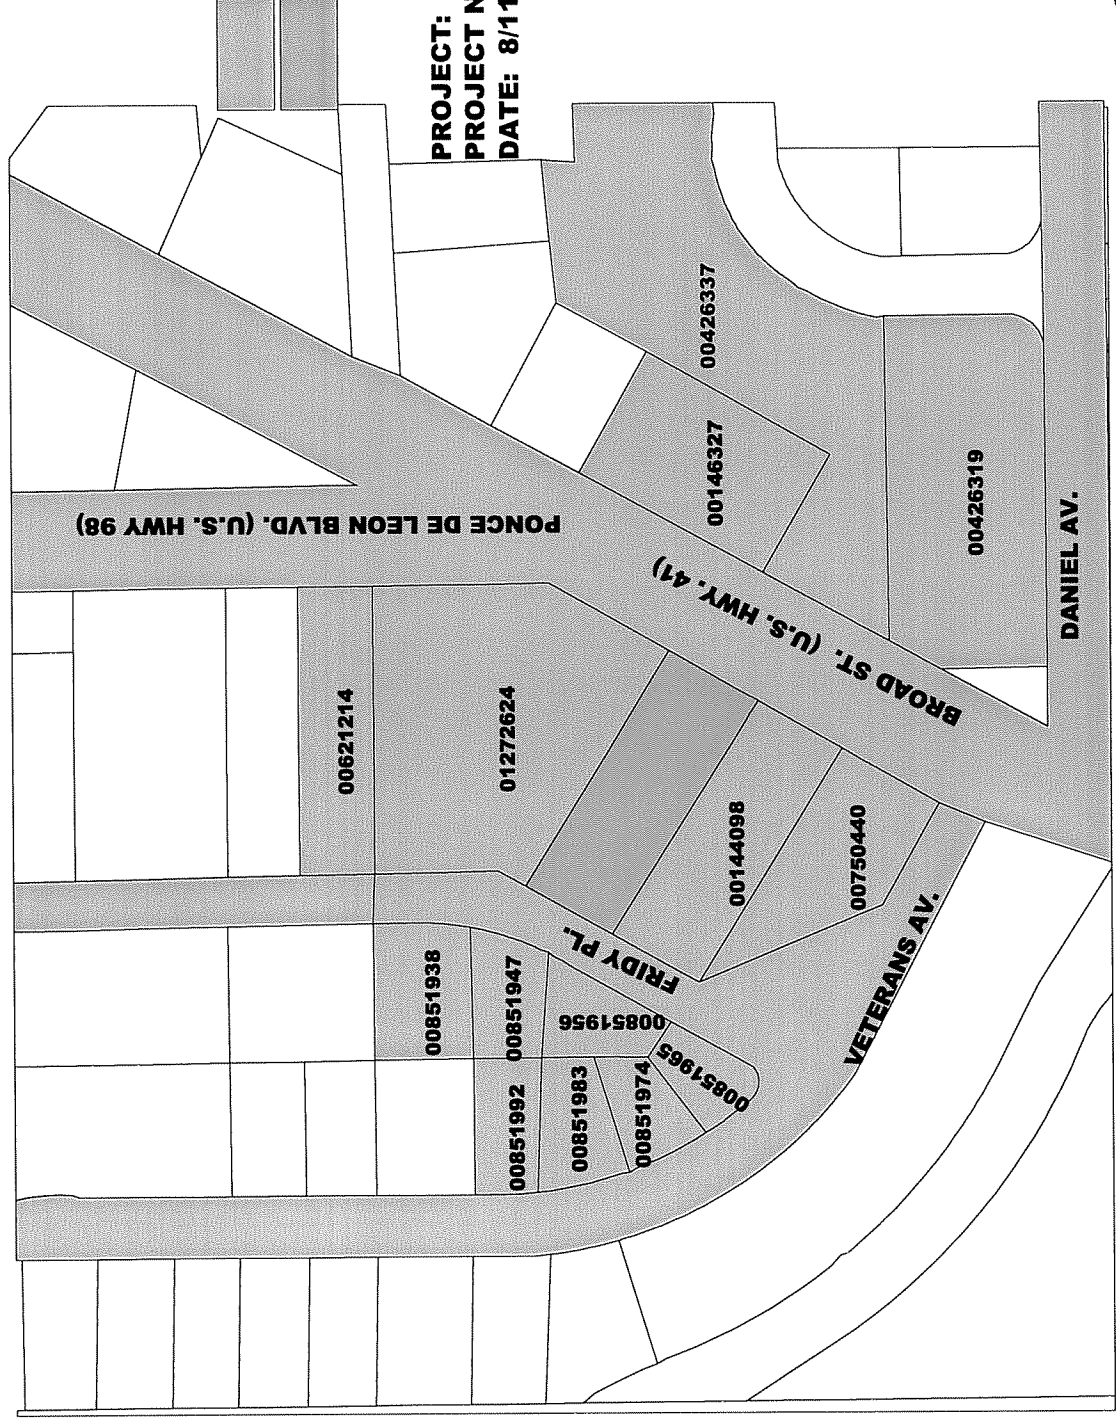 PROJECT:
PROJECT N
DATE: 8/11
PONCE DE LEON BLVD. (U.S. HWY 98)
BROAD ST. (U.S. HWY. 41)
DANIEL AV.
VETERANS AV.
FRIDY PL.
00426337
00146327
00426319
00621214
01272624
00144098
00750440
00851938
00851947
00851956
00851965
00851992
00851983
00851974